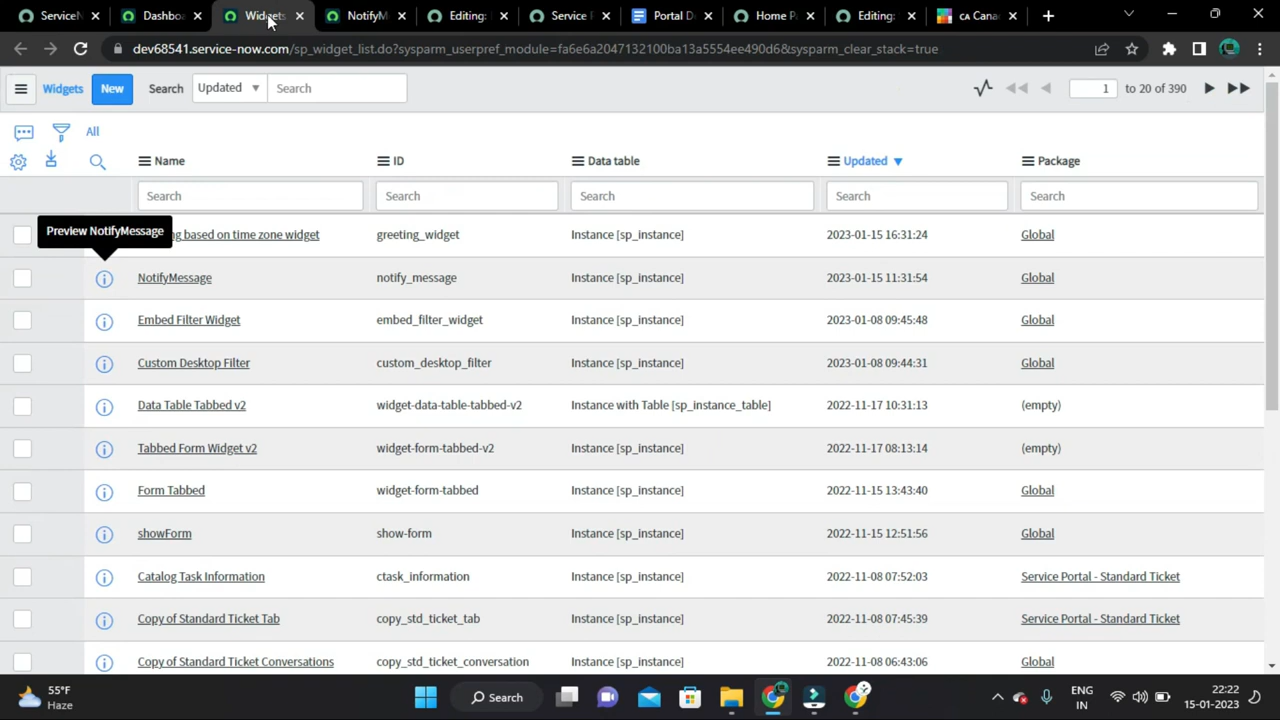 ServiceN
Dashbo
Widgets
NotifyM
Editing:
Service P
Portal D
Home P
Editing:
ca Cana
dev68541.service-now.com/sp_widget_list.do?sysparm_userpref_module=fa6e6a2047132100ba13a5554ee490d6&sysparm_clear_stack=true
Widgets New Search Updated Search 1 to 20 of 390
All
Name ID Data table Updated Package
Search Search Search Search Search
Preview NotifyMessage
ng based on time zone widget greeting_widget Instance [sp_instance] 2023-01-15 16:31:24 Global
NotifyMessage notify_message Instance [sp_instance] 2023-01-15 11:31:54 Global
Embed Filter Widget embed_filter_widget Instance [sp_instance] 2023-01-08 09:45:48 Global
Custom Desktop Filter custom_desktop_filter Instance [sp_instance] 2023-01-08 09:44:31 Global
Data Table Tabbed v2 widget-data-table-tabbed-v2 Instance with Table [sp_instance_table] 2022-11-17 10:31:13 (empty)
Tabbed Form Widget v2 widget-form-tabbed-v2 Instance [sp_instance] 2022-11-17 08:13:14 (empty)
Form Tabbed widget-form-tabbed Instance [sp_instance] 2022-11-15 13:43:40 Global
showForm show-form Instance [sp_instance] 2022-11-15 12:51:56 Global
Catalog Task Information ctask_information Instance [sp_instance] 2022-11-08 07:52:03 Service Portal - Standard Ticket
Copy of Standard Ticket Tab copy_std_ticket_tab Instance [sp_instance] 2022-11-08 07:45:39 Service Portal - Standard Ticket
Copy of Standard Ticket Conversations copy_std_ticket_conversation Instance [sp_instance] 2022-11-08 06:43:06 Global
55°F
Haze
Search
ENG
IN
22:22
15-01-2023